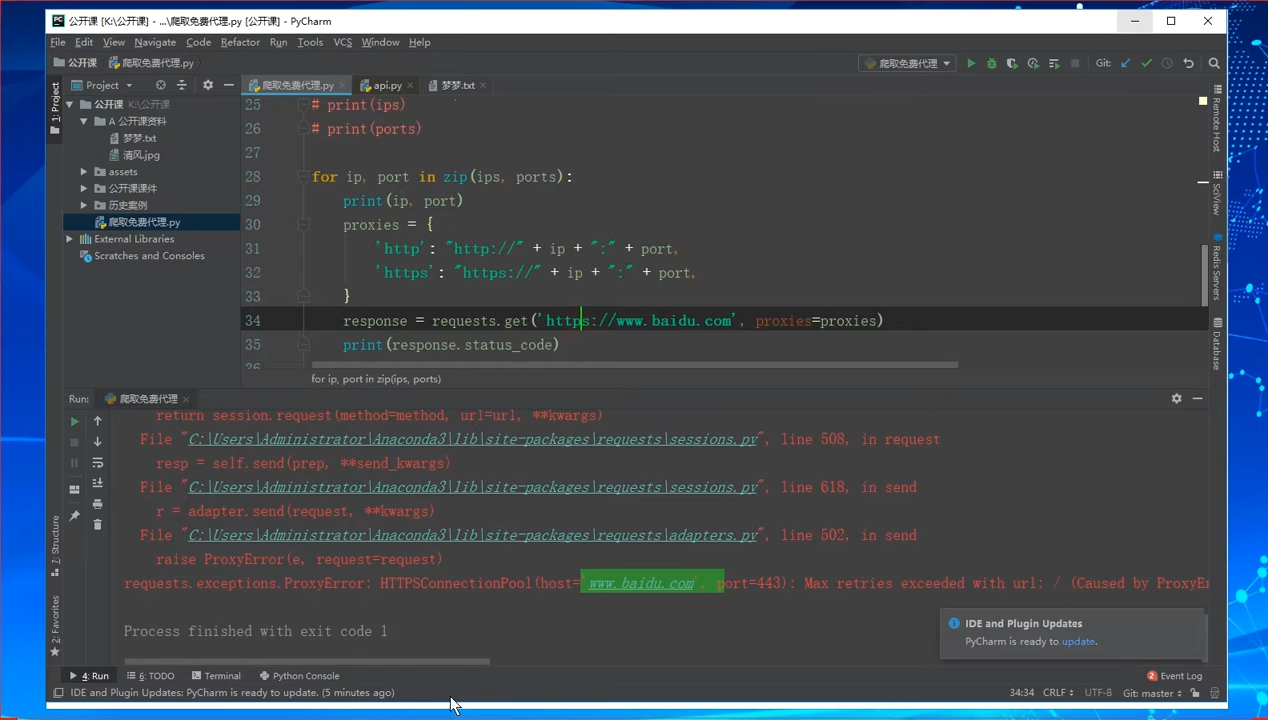 公开课 [K:\公开课] - ...\爬取免费代理.py [公开课] - PyCharm
File Edit View Navigate Code Refactor Run Tools VCS Window Help
公开课 爬取免费代理.py
爬取免费代理
Git:
1: Project
Project
爬取免费代理.py
api.py
梦梦.txt
公开课 K:\公开课
A 公开课资料
梦梦.txt
清风.jpg
assets
公开课课件
历史案例
爬取免费代理.py
External Libraries
Scratches and Consoles
25 # print(ips)
26 # print(ports)
27
28 for ip, port in zip(ips, ports):
29 print(ip, port)
30 proxies = {
31 'http': "http://" + ip + ":" + port,
32 'https': "https://" + ip + ":" + port,
33 }
34 response = requests.get('https://www.baidu.com', proxies=proxies)
35 print(response.status_code)
for ip, port in zip(ips, ports)
Remote Host
SciView
Redis Servers
Database
Run: 爬取免费代理
return session.request(method=method, url=url, **kwargs)
File "C:\Users\Administrator\Anaconda3\lib\site-packages\requests\sessions.py", line 508, in request
resp = self.send(prep, **send_kwargs)
File "C:\Users\Administrator\Anaconda3\lib\site-packages\requests\sessions.py", line 618, in send
r = adapter.send(request, **kwargs)
File "C:\Users\Administrator\Anaconda3\lib\site-packages\requests\adapters.py", line 502, in send
raise ProxyError(e, request=request)
requests.exceptions.ProxyError: HTTPSConnectionPool(host='www.baidu.com', port=443): Max retries exceeded with url: / (Caused by ProxyEr
Process finished with exit code 1
7: Structure
2: Favorites
IDE and Plugin Updates
PyCharm is ready to update.
4: Run 6: TODO Terminal Python Console
2 Event Log
IDE and Plugin Updates: PyCharm is ready to update. (5 minutes ago)
34:34 CRLF UTF-8 Git: master